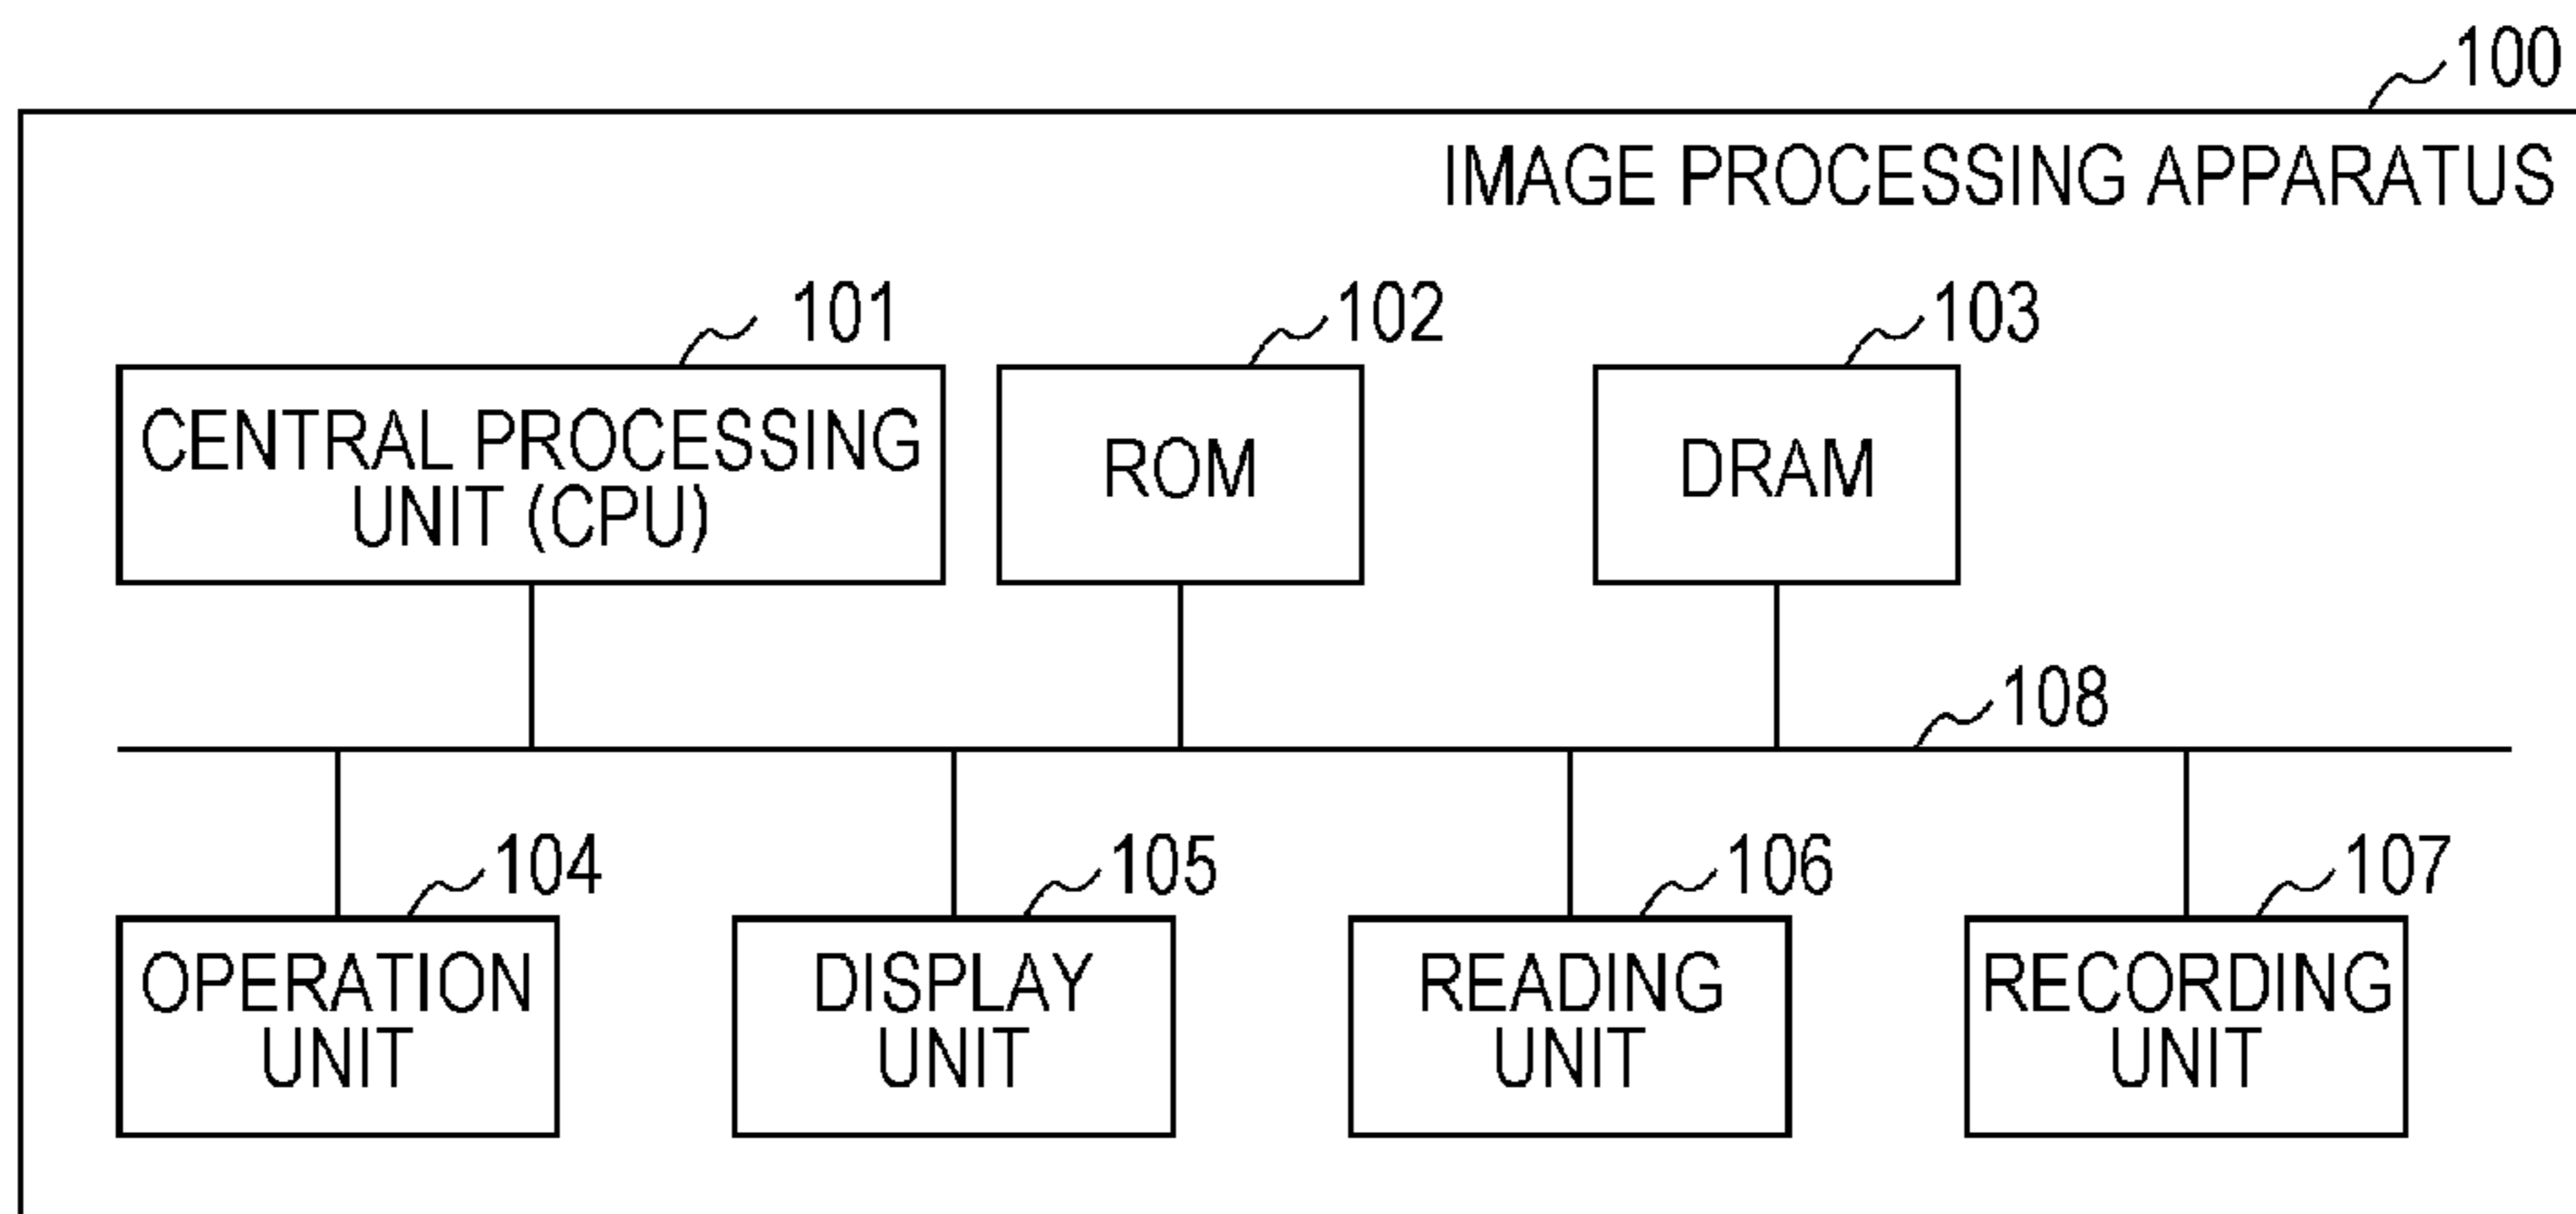 100
IMAGE PROCESSING APPARATUS
101
102
103
CENTRAL PROCESSING
UNIT (CPU)
ROM
DRAM
108
104
105
106
107
OPERATION
UNIT
DISPLAY
UNIT
READING
UNIT
RECORDING
UNIT